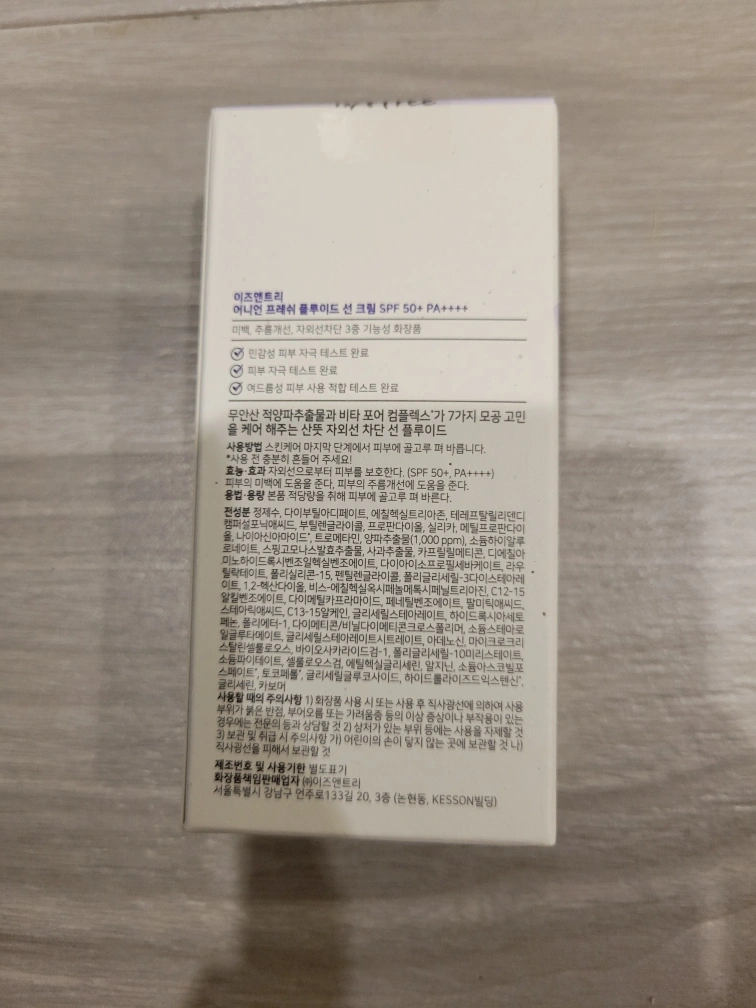 이즈앤트리
어니언 프레쉬 플루이드 선 크림 SPF 50+ PA++++
미백, 주름개선, 자외선차단 3중 기능성 화장품
민감성 피부 자극 테스트 완료
피부 자극 테스트 완료
여드름성 피부 사용 적합 테스트 완료
무안산 적양파추출물과 비타 포어 컴플렉스*가 7가지 모공 고민
을 케어 해주는 산뜻 자외선 차단 선 플루이드
사용방법 스킨케어 마지막 단계에서 피부에 골고루 펴 바릅니다.
*사용 전 충분히 흔들어 주세요!
효능·효과 자외선으로부터 피부를 보호한다. (SPF 50+, PA++++)
피부의 미백에 도움을 준다, 피부의 주름개선에 도움을 준다.
용법·용량 본품 적당량을 취해 피부에 골고루 펴 바른다.
전성분 정제수, 다이부틸아디페이트, 에칠헥실트리아존, 테레프탈릴리덴디
캠퍼설포닉애씨드, 부틸렌글라이콜, 프로판다이올, 실리카, 메틸프로판다이
올, 나이아신아마이드*, 트로메타민, 양파추출물(1,000 ppm), 소듐하이알루
로네이트, 스핑고모나스발효추출물, 사과추출물, 카프릴릴메티콘, 디에칠아
미노하이드록시벤조일헥실벤조에이트, 다이아이소프로필세바케이트, 라우
릴락테이트, 폴리실리콘-15, 펜틸렌글라이콜, 폴리글리세릴-3다이스테아레
이트, 1,2-헥산다이올, 비스-에칠헥실옥시페놀메톡시페닐트리아진, C12-15
알킬벤조에이트, 다이메틸카프라마이드, 페네틸벤조에이트, 팔미틱애씨드,
스테아릭애씨드, C13-15알케인, 글리세릴스테아레이트, 하이드록시아세토
페논, 폴리에터-1, 다이메티콘/비닐다이메티콘크로스폴리머, 소듐스테아로
일글루타메이트, 글리세릴스테아레이트시트레이트, 아데노신, 마이크로크리
스탈린셀룰로오스, 바이오사카라이드검-1, 폴리글리세릴-10미리스테이트,
소듐파이테이트, 셀룰로오스검, 에틸헥실글리세린, 알지닌, 소듐아스코빌포
스페이트*, 토코페롤*, 글리세릴글루코사이드, 하이드롤라이즈드익스텐신*,
글리세린, 카보머
사용할 때의 주의사항 1) 화장품 사용 시 또는 사용 후 직사광선에 의하여 사용
부위가 붉은 반점, 부어오름 또는 가려움증 등의 이상 증상이나 부작용이 있는
경우에는 전문의 등과 상담할 것 2) 상처가 있는 부위 등에는 사용을 자제할 것
3) 보관 및 취급 시 주의사항 가) 어린이의 손이 닿지 않는 곳에 보관할 것 나)
직사광선을 피해서 보관할 것
제조번호 및 사용기한 별도표기
화장품책임판매업자 ㈜이즈앤트리
서울특별시 강남구 언주로133길 20, 3층 (논현동, KESSON빌딩)